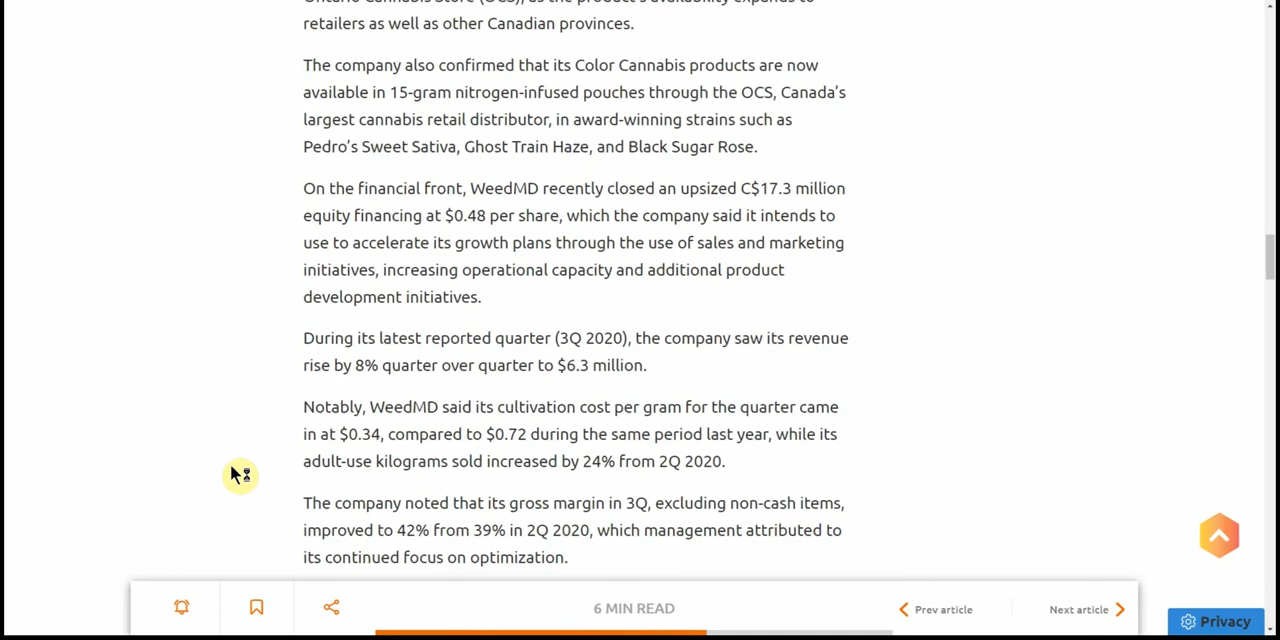 Ontario Cannabis Store (OCS), as the product's availability expands to
retailers as well as other Canadian provinces.
The company also confirmed that its Color Cannabis products are now
available in 15-gram nitrogen-infused pouches through the OCS, Canada’s
largest cannabis retail distributor, in award-winning strains such as
Pedro’s Sweet Sativa, Ghost Train Haze, and Black Sugar Rose.
On the financial front, WeedMD recently closed an upsized C$17.3 million
equity financing at $0.48 per share, which the company said it intends to
use to accelerate its growth plans through the use of sales and marketing
initiatives, increasing operational capacity and additional product
development initiatives.
During its latest reported quarter (3Q 2020), the company saw its revenue
rise by 8% quarter over quarter to $6.3 million.
Notably, WeedMD said its cultivation cost per gram for the quarter came
in at $0.34, compared to $0.72 during the same period last year, while its
adult-use kilograms sold increased by 24% from 2Q 2020.
The company noted that its gross margin in 3Q, excluding non-cash items,
improved to 42% from 39% in 2Q 2020, which management attributed to
its continued focus on optimization.
6 MIN READ
Prev article
Next article
Privacy